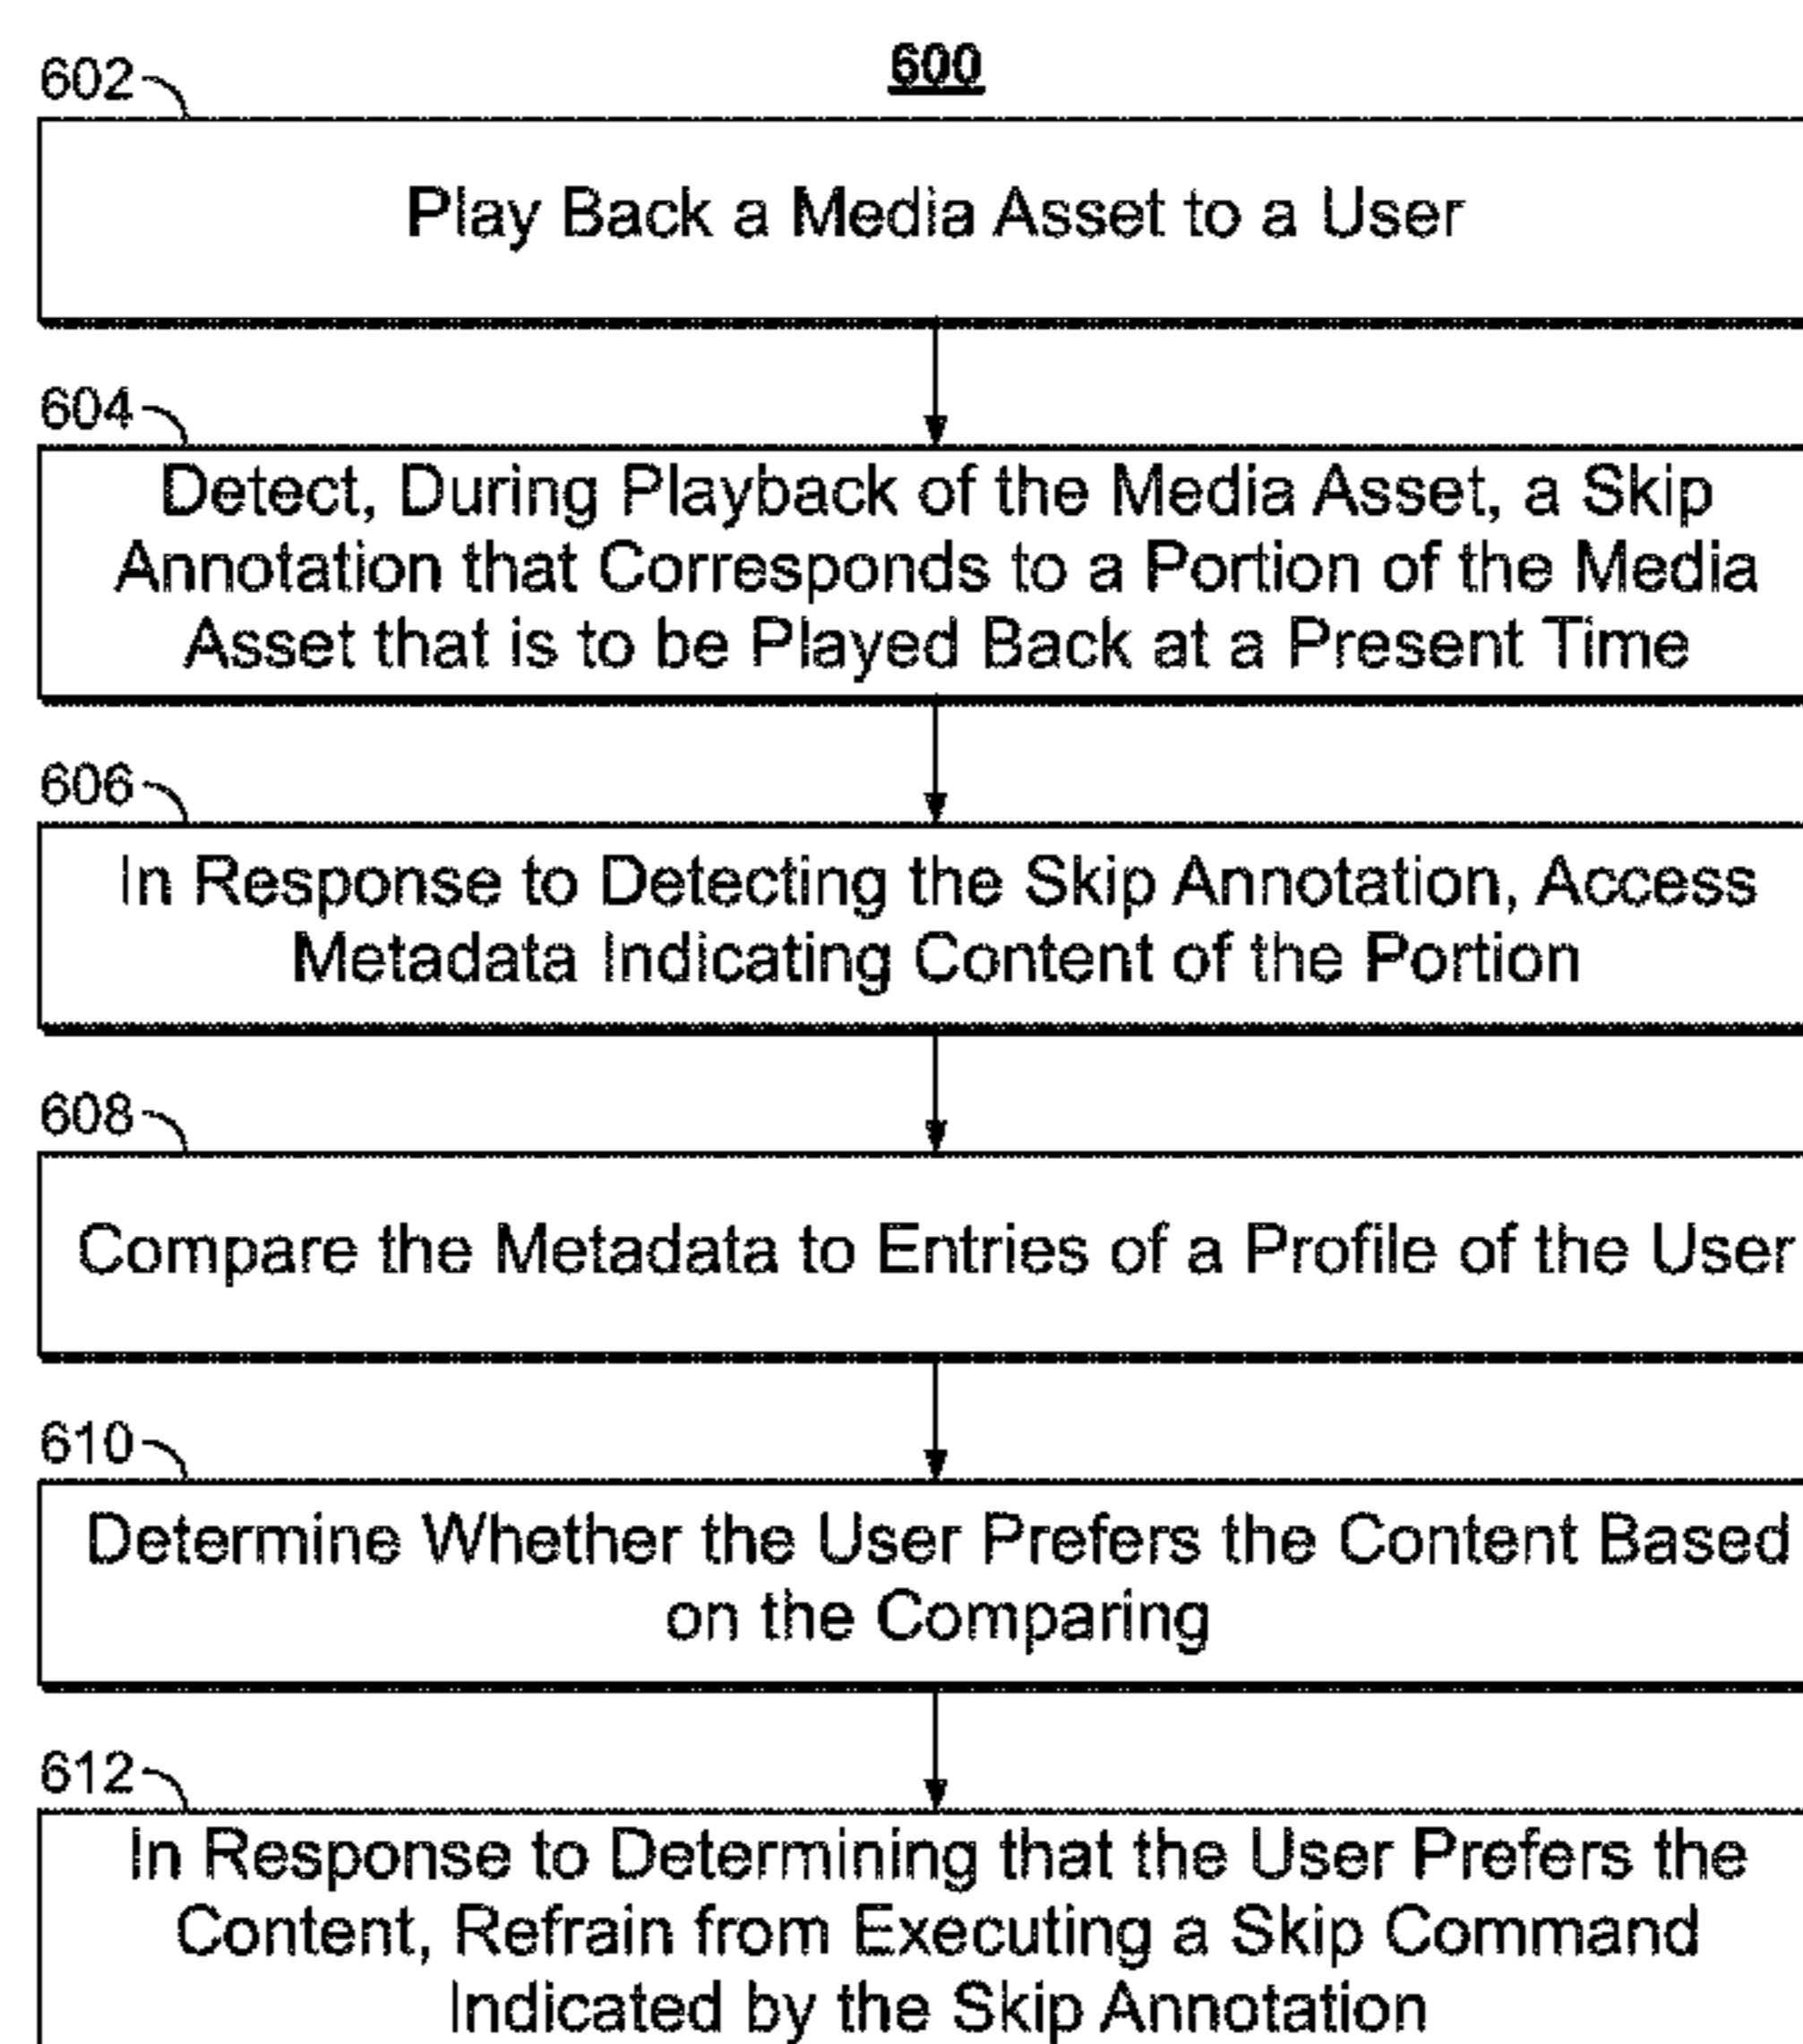 600
602
Play Back a Media Asset to a User
604
Detect, During Playback of the Media Asset, a Skip
Annotation that Corresponds to a Portion of the Media
Asset that is to be Played Back at a Present Time
606
In Response to Detecting the Skip Annotation, Access
Metadata Indicating Content of the Portion
608
Compare the Metadata to Entries of a Profile of the User
610
Determine Whether the User Prefers the Content Based
on the Comparing
612
In Response to Determining that the User Prefers the
Content, Refrain from Executing a Skip Command
Indicated by the Skip Annotation